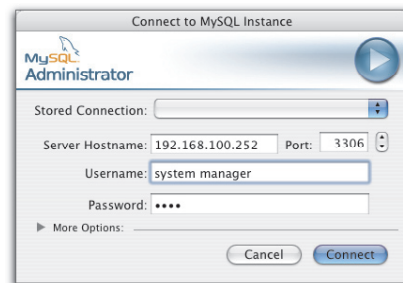 Connect to MySQL Instance
MySQL
Administrator
Stored Connection:
Server Hostname: 192.168.100.252 Port: 3306
Username: system manager
Password: ••••
More Options:
Cancel Connect